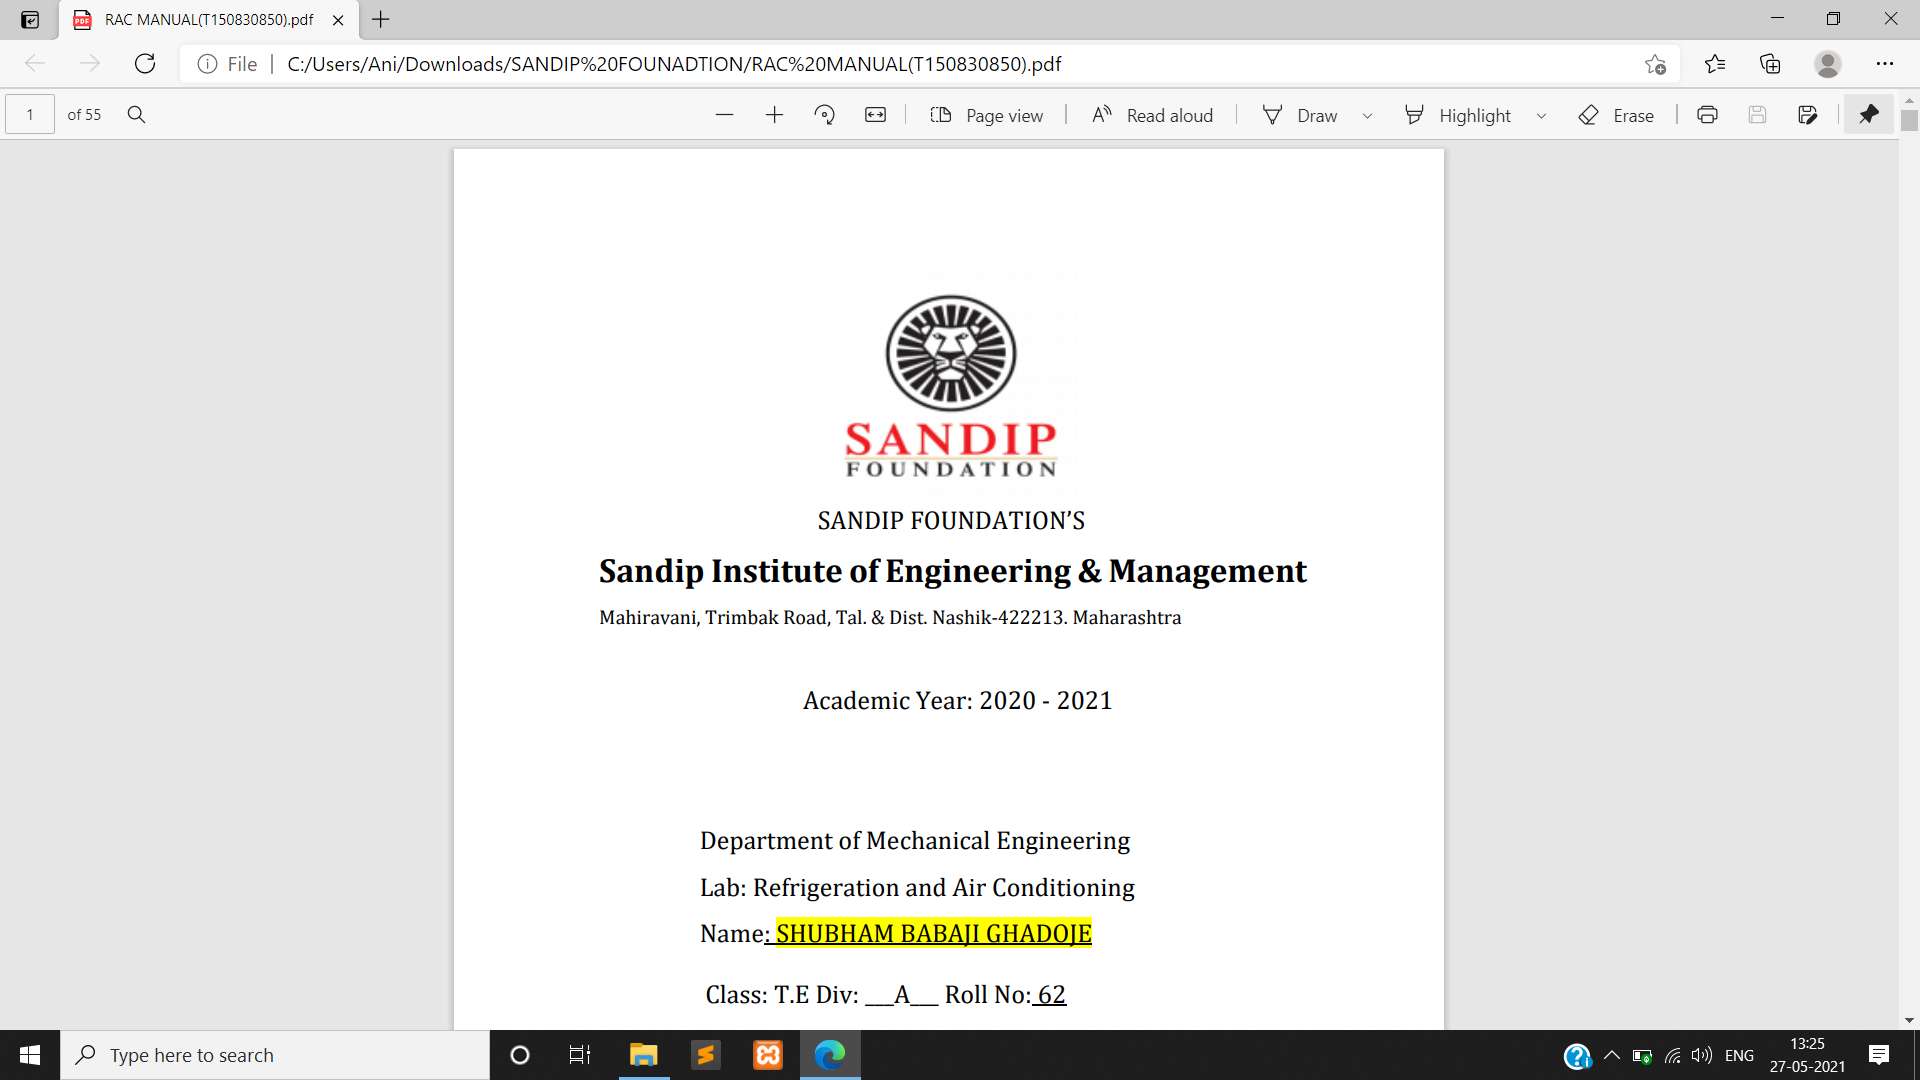 RAC MANUAL(T150830850).pdf
File | C:/Users/Ani/Downloads/SANDIP%20FOUNADTION/RAC%20MANUAL(T150830850).pdf
1 of 55 Page view Read aloud Draw Highlight Erase
SANDIP
FOUNDATION
SANDIP FOUNDATION’S
Sandip Institute of Engineering & Management
Mahiravani, Trimbak Road, Tal. & Dist. Nashik-422213. Maharashtra
Academic Year: 2020 - 2021
Department of Mechanical Engineering
Lab: Refrigeration and Air Conditioning
Name: SHUBHAM BABAJI GHADOJE
Class: T.E Div: ___A___ Roll No: 62
Type here to search
ENG
13:25
27-05-2021